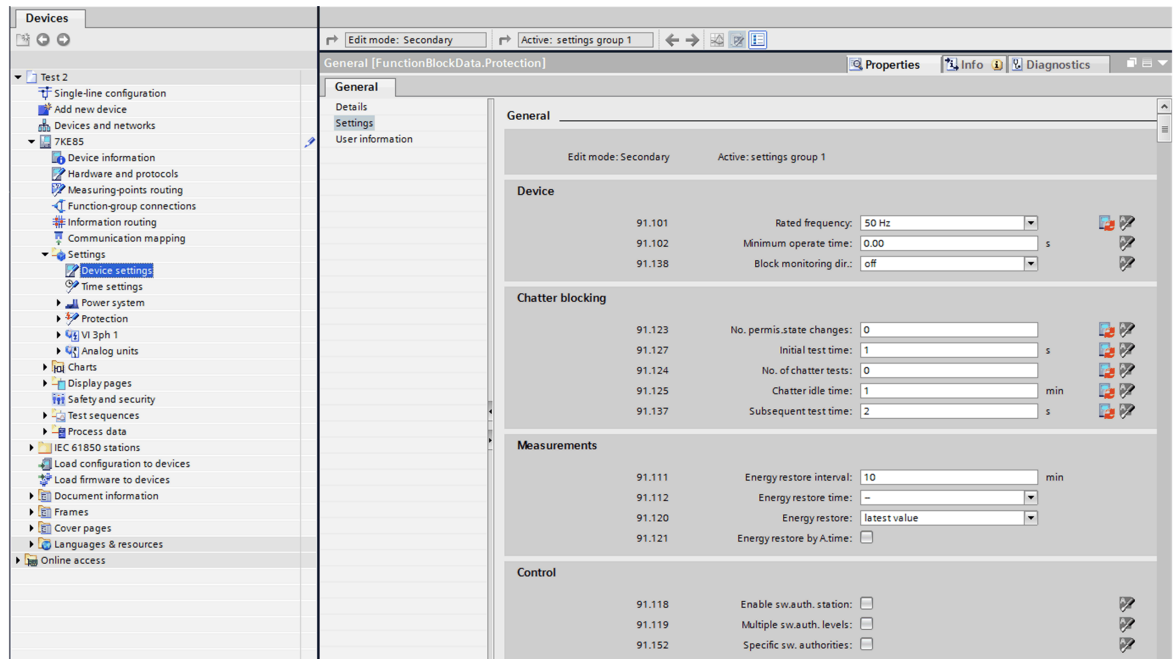 Devices
Edit mode: Secondary
Active: settings group 1
General [FunctionBlockData.Protection]
Properties
Info
Diagnostics
Test 2
Single-line configuration
Add new device
Devices and networks
7KE85
Device information
Hardware and protocols
Measuring-points routing
Function-group connections
Information routing
Communication mapping
Settings
Device settings
Time settings
Power system
Protection
VI 3ph 1
Analog units
Charts
Display pages
Safety and security
Test sequences
Process data
IEC 61850 stations
Load configuration to devices
Load firmware to devices
Document information
Frames
Cover pages
Languages & resources
Online access
General
Details
Settings
User information
General
Edit mode: Secondary Active: settings group 1
Device
91.101 Rated frequency: 50 Hz
91.102 Minimum operate time: 0.00 s
91.138 Block monitoring dir.: off
Chatter blocking
91.123 No. permis.state changes: 0
91.127 Initial test time: 1 s
91.124 No. of chatter tests: 0
91.125 Chatter idle time: 1 min
91.137 Subsequent test time: 2 s
Measurements
91.111 Energy restore interval: 10 min
91.112 Energy restore time: –
91.120 Energy restore: latest value
91.121 Energy restore by A.time:
Control
91.118 Enable sw.auth. station:
91.119 Multiple sw.auth. levels:
91.152 Specific sw. authorities: